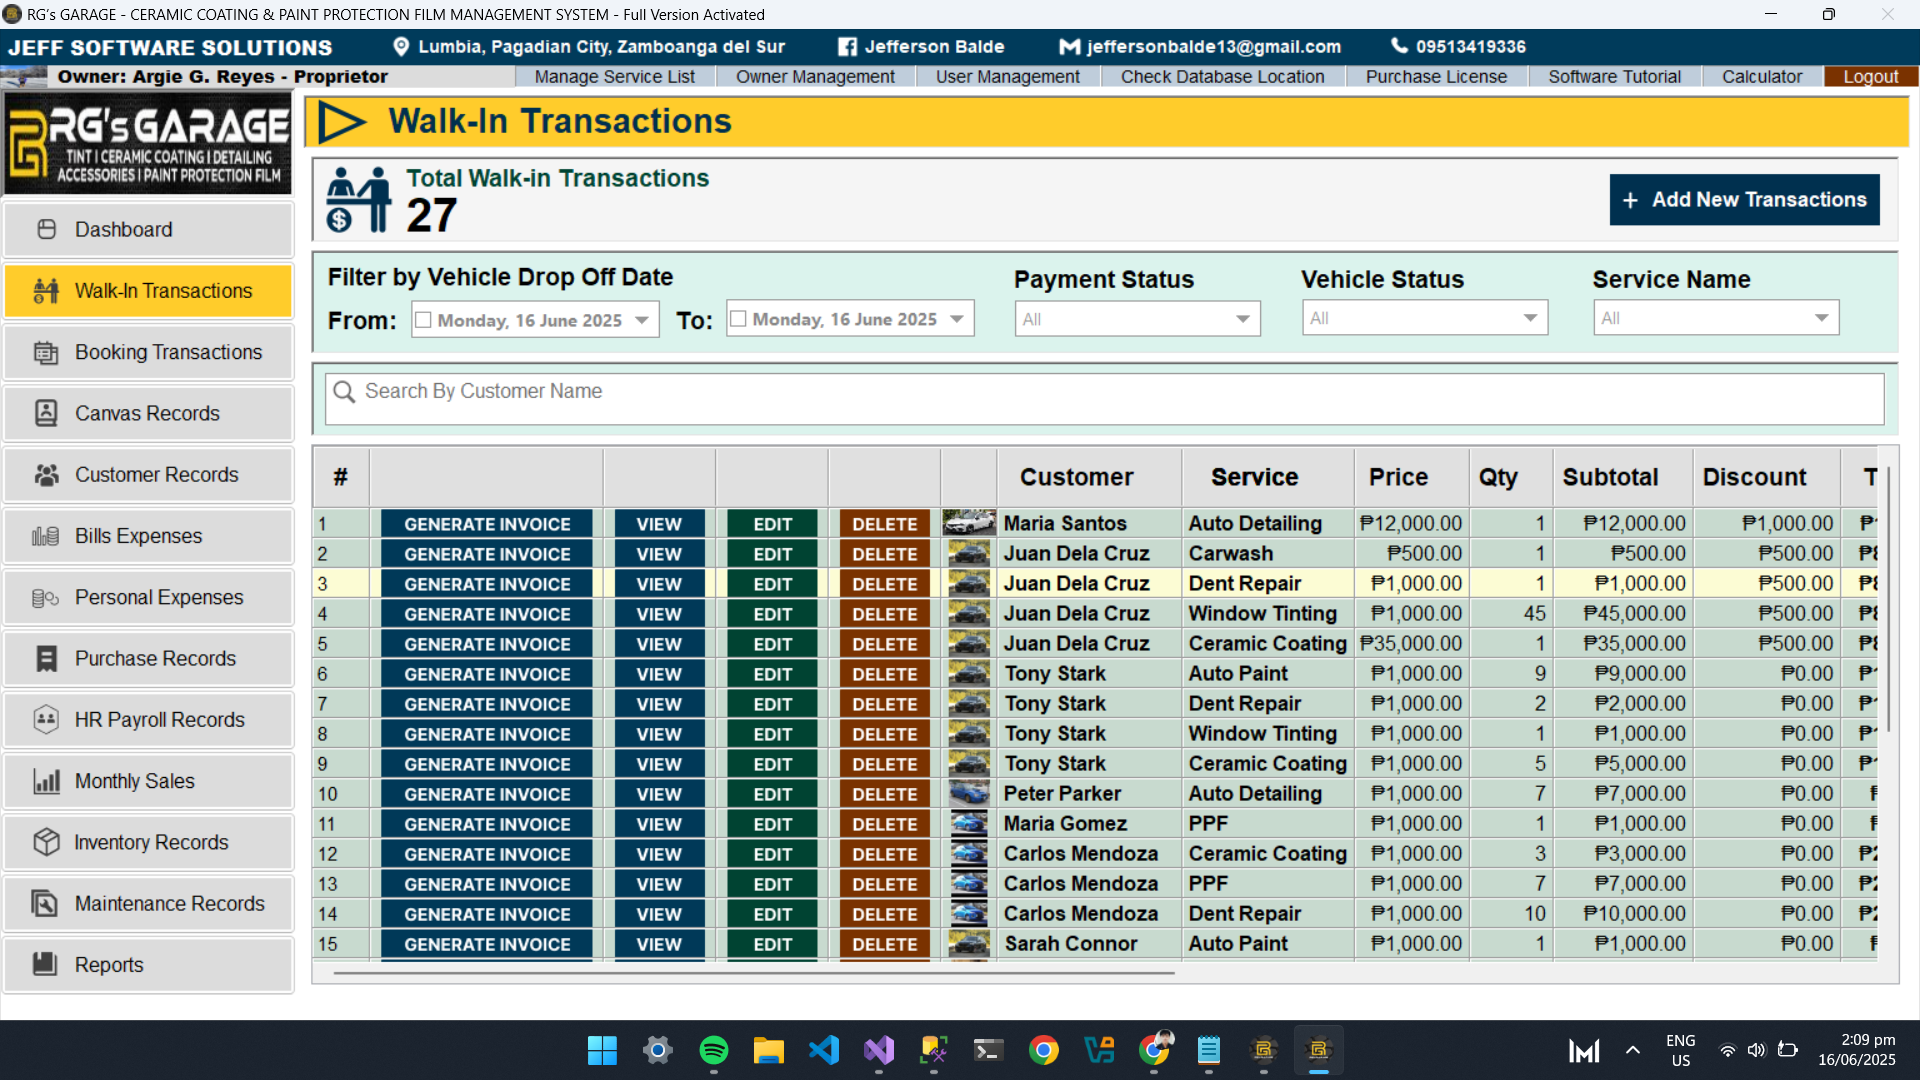 RG's GARAGE - CERAMIC COATING & PAINT PROTECTION FILM MANAGEMENT SYSTEM - Full Version Activated
JEFF SOFTWARE SOLUTIONS Lumbia, Pagadian City, Zamboanga del Sur Jefferson Balde jeffersonbalde13@gmail.com 09513419336
Owner: Argie G. Reyes - Proprietor Manage Service List Owner Management User Management Check Database Location Purchase License Software Tutorial Calculator Logout
RG's GARAGE
TINT | CERAMIC COATING | DETAILING
ACCESSORIES | PAINT PROTECTION FILM
Dashboard
Walk-In Transactions
Booking Transactions
Canvas Records
Customer Records
Bills Expenses
Personal Expenses
Purchase Records
HR Payroll Records
Monthly Sales
Inventory Records
Maintenance Records
Reports
Walk-In Transactions
Total Walk-in Transactions
27
+ Add New Transactions
Filter by Vehicle Drop Off Date Payment Status Vehicle Status Service Name
From: Monday, 16 June 2025 To: Monday, 16 June 2025 All All All
Search By Customer Name
# Customer Service Price Qty Subtotal Discount T
1 GENERATE INVOICE VIEW EDIT DELETE Maria Santos Auto Detailing ₱12,000.00 1 ₱12,000.00 ₱1,000.00
2 GENERATE INVOICE VIEW EDIT DELETE Juan Dela Cruz Carwash ₱500.00 1 ₱500.00 ₱500.00
3 GENERATE INVOICE VIEW EDIT DELETE Juan Dela Cruz Dent Repair ₱1,000.00 1 ₱1,000.00 ₱500.00
4 GENERATE INVOICE VIEW EDIT DELETE Juan Dela Cruz Window Tinting ₱1,000.00 45 ₱45,000.00 ₱500.00
5 GENERATE INVOICE VIEW EDIT DELETE Juan Dela Cruz Ceramic Coating ₱35,000.00 1 ₱35,000.00 ₱500.00
6 GENERATE INVOICE VIEW EDIT DELETE Tony Stark Auto Paint ₱1,000.00 9 ₱9,000.00 ₱0.00
7 GENERATE INVOICE VIEW EDIT DELETE Tony Stark Dent Repair ₱1,000.00 2 ₱2,000.00 ₱0.00
8 GENERATE INVOICE VIEW EDIT DELETE Tony Stark Window Tinting ₱1,000.00 1 ₱1,000.00 ₱0.00
9 GENERATE INVOICE VIEW EDIT DELETE Tony Stark Ceramic Coating ₱1,000.00 5 ₱5,000.00 ₱0.00
10 GENERATE INVOICE VIEW EDIT DELETE Peter Parker Auto Detailing ₱1,000.00 7 ₱7,000.00 ₱0.00
11 GENERATE INVOICE VIEW EDIT DELETE Maria Gomez PPF ₱1,000.00 1 ₱1,000.00 ₱0.00
12 GENERATE INVOICE VIEW EDIT DELETE Carlos Mendoza Ceramic Coating ₱1,000.00 3 ₱3,000.00 ₱0.00
13 GENERATE INVOICE VIEW EDIT DELETE Carlos Mendoza PPF ₱1,000.00 7 ₱7,000.00 ₱0.00
14 GENERATE INVOICE VIEW EDIT DELETE Carlos Mendoza Dent Repair ₱1,000.00 10 ₱10,000.00 ₱0.00
15 GENERATE INVOICE VIEW EDIT DELETE Sarah Connor Auto Paint ₱1,000.00 1 ₱1,000.00 ₱0.00
ENG 2:09 pm
US 16/06/2025